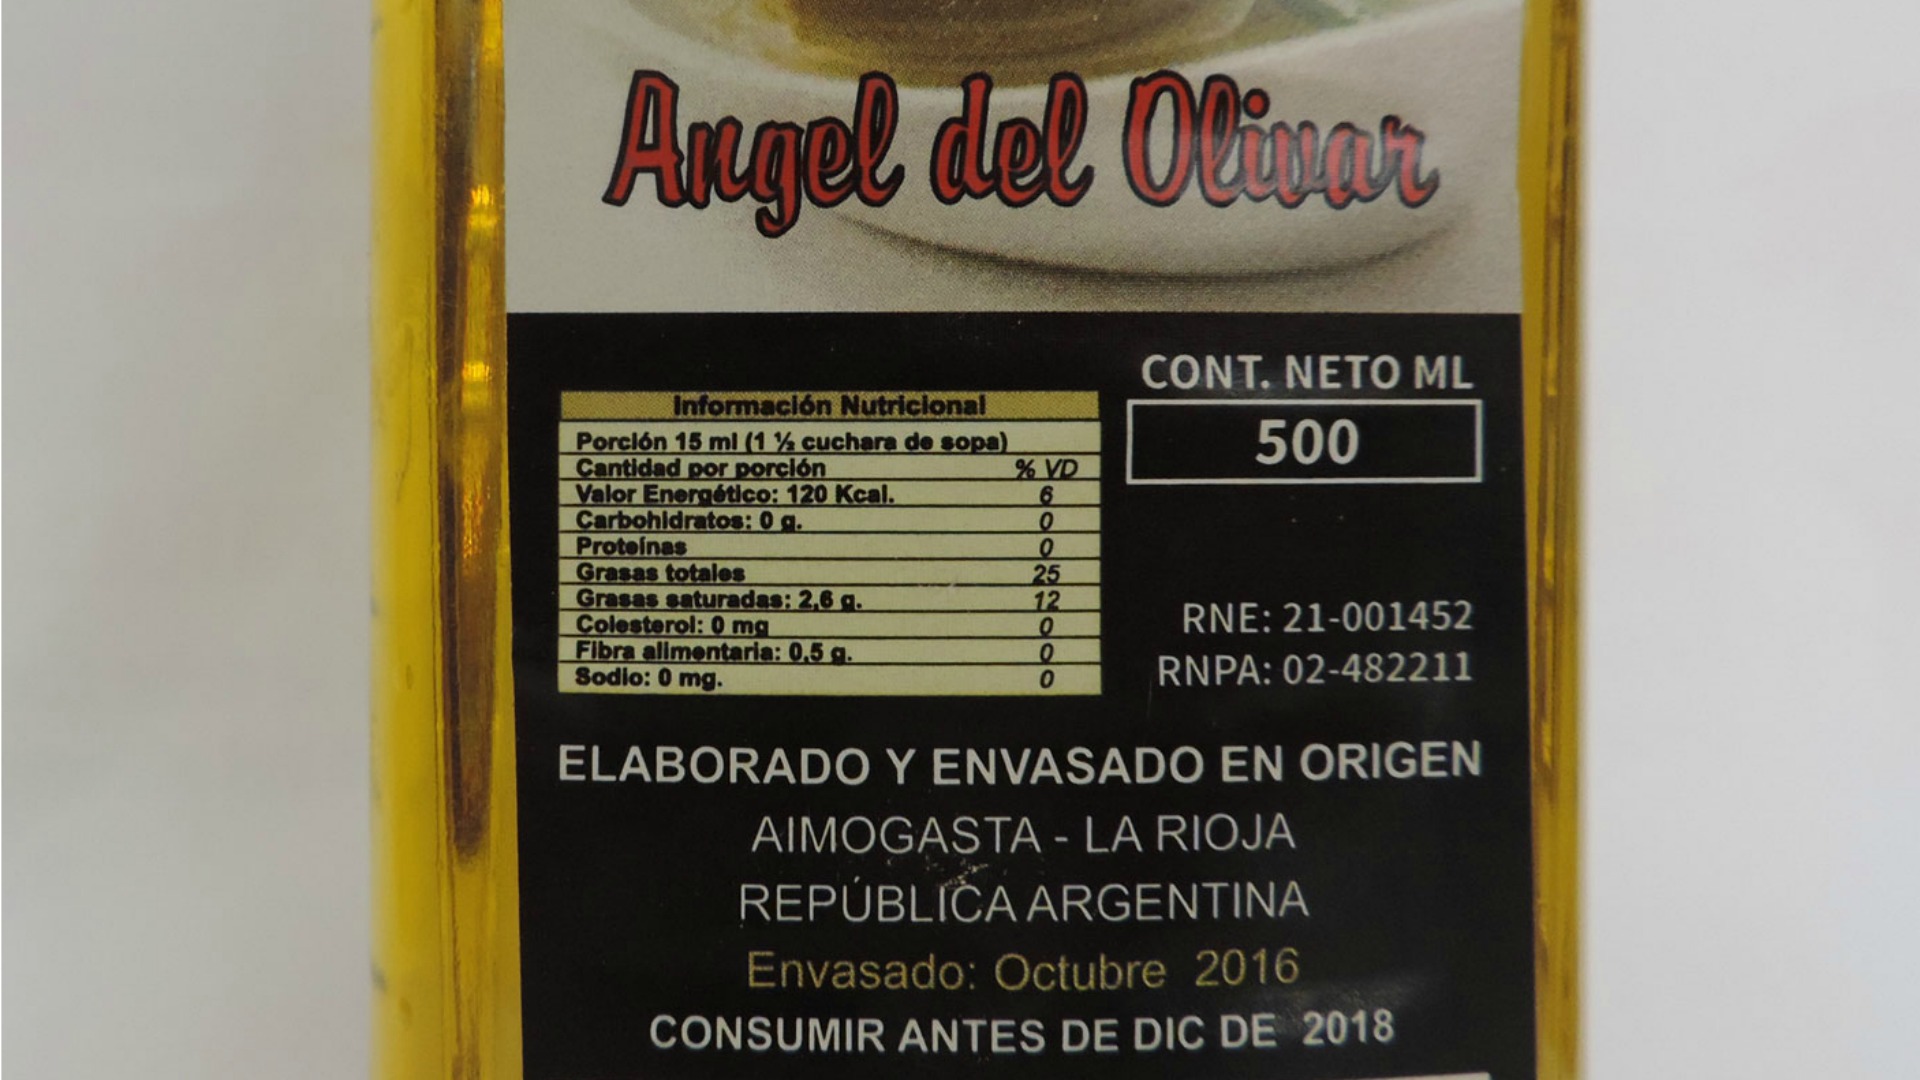 Angel del Olivar
CONT. NETO ML
500
Información Nutricional
Porción 15 ml (1 ½ cuchara de sopa)
Cantidad por porción % VD
Valor Energético: 120 Kcal. 6
Carbohidratos: 0 g. 0
Proteínas 0
Grasas totales 25
Grasas saturadas: 2,6 g. 12
Colesterol: 0 mg 0
Fibra alimentaria: 0,5 g. 0
Sodio: 0 mg. 0
RNE: 21-001452
RNPA: 02-482211
ELABORADO Y ENVASADO EN ORIGEN
AIMOGASTA - LA RIOJA
REPÚBLICA ARGENTINA
Envasado: Octubre 2016
CONSUMIR ANTES DE DIC DE 2018